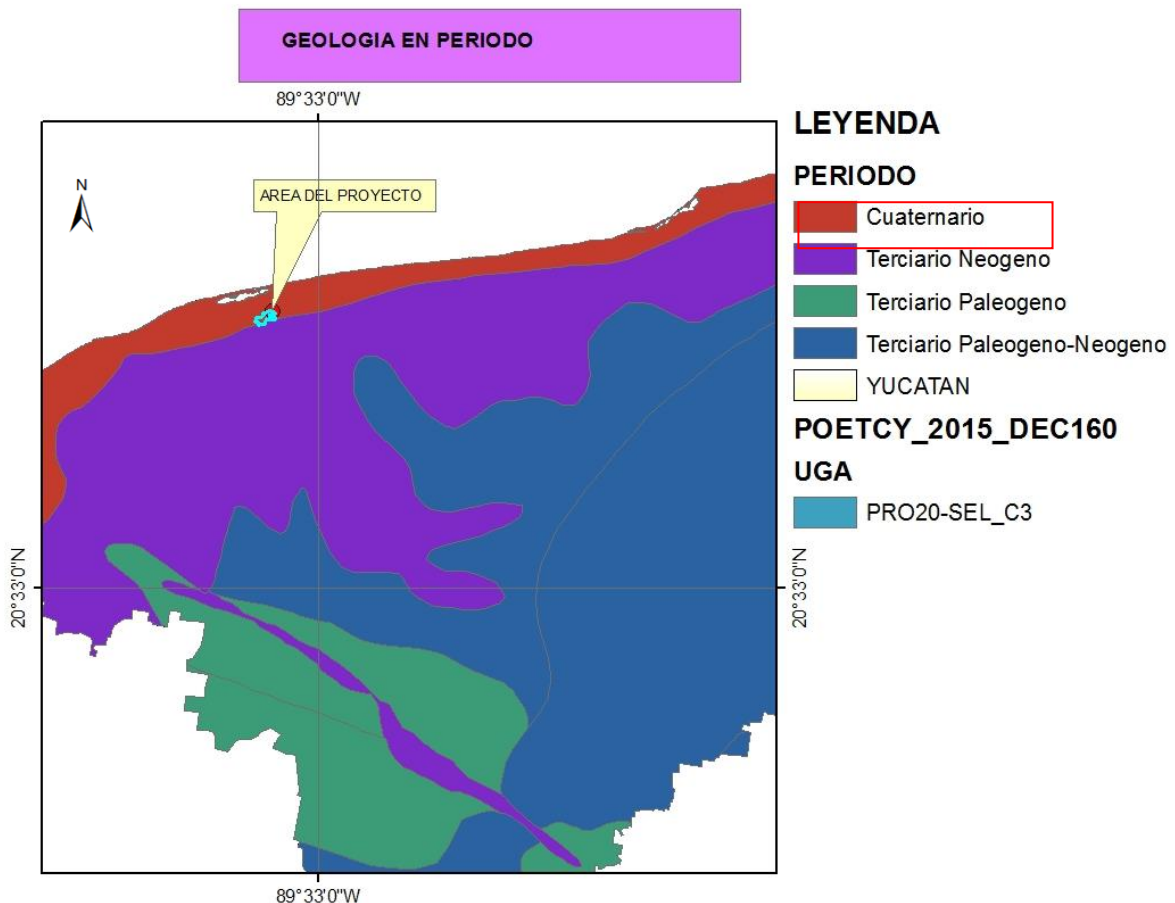 GEOLOGIA EN PERIODO
89°33'0"W
LEYENDA
PERIODO
N
AREA DEL PROYECTO
Cuaternario
Terciario Neogeno
Terciario Paleogeno
Terciario Paleogeno-Neogeno
YUCATAN
POETCY_2015_DEC160
UGA
PRO20-SEL_C3
20°33'0"N
20°33'0"N
89°33'0"W